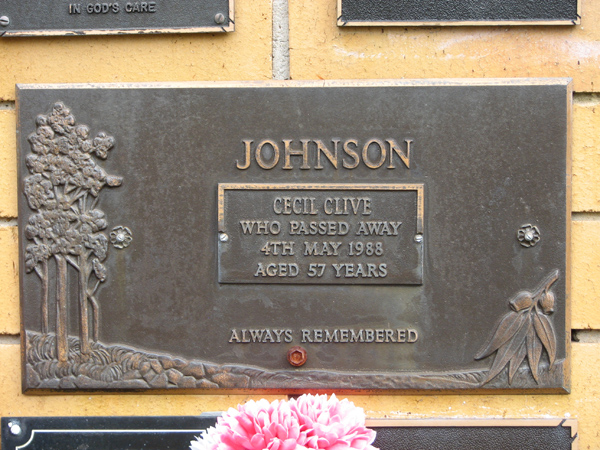 IN GOD'S CARE
JOHNSON
CECIL CLIVE
WHO PASSED AWAY
4TH MAY 1988
AGED 57 YEARS
ALWAYS REMEMBERED